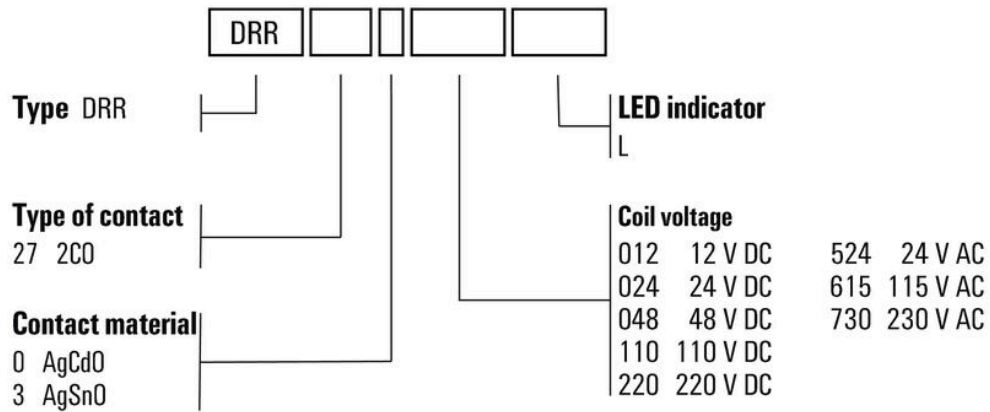 DRR
Type DRR
LED indicator
L
Type of contact
27 2CO
Contact material
0 AgCdO
3 AgSnO
Coil voltage
012 12 V DC 524 24 V AC
024 24 V DC 615 115 V AC
048 48 V DC 730 230 V AC
110 110 V DC
220 220 V DC